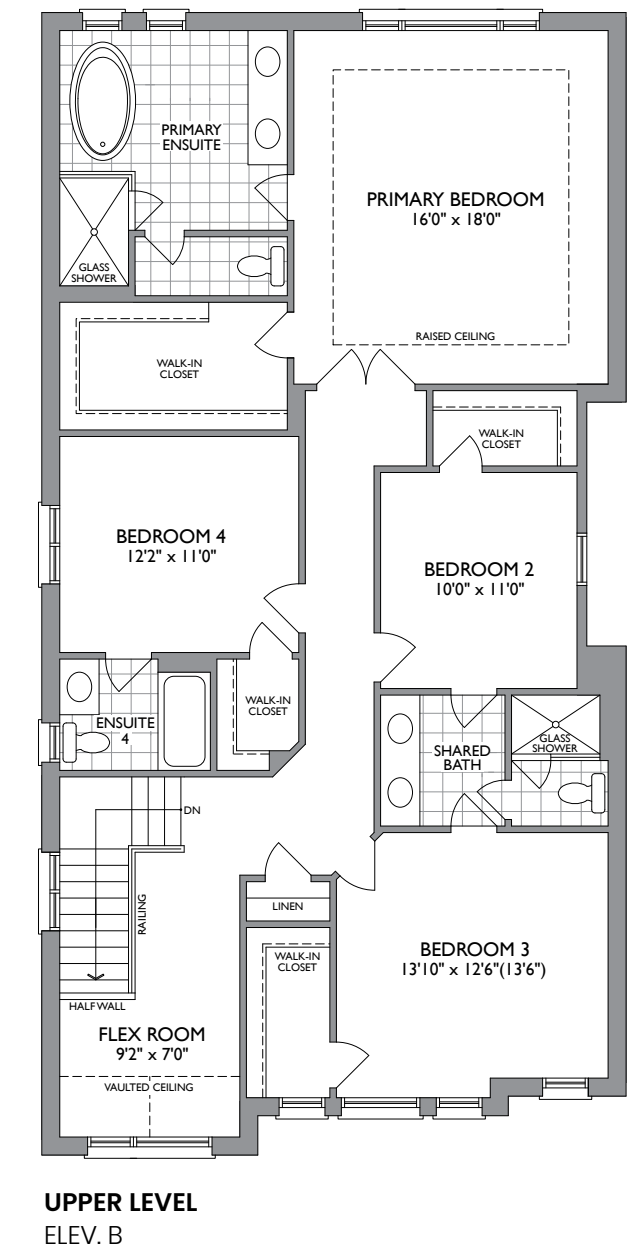 PRIMARY
ENSUITE
PRIMARY BEDROOM
16'0" x 18'0"
GLASS
SHOWER
RAISED CEILING
WALK-IN
CLOSET
WALK-IN
CLOSET
BEDROOM 4
12'2" x 11'0"
BEDROOM 2
10'0" x 11'0"
WALK-IN
CLOSET
ENSUITE
4
SHARED
BATH
GLASS
SHOWER
DN
RAILING
LINEN
WALK-IN
CLOSET
BEDROOM 3
13'10" x 12'6"(13'6")
HALF WALL
FLEX ROOM
9'2" x 7'0"
VAULTED CEILING
UPPER LEVEL
ELEV. B